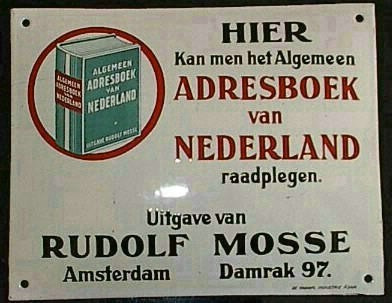 HIER
Kan men het Algemeen
ADRESBOEK
van
NEDERLAND
raadplegen.
ALGEMEEN
ADRESBOEK
VAN
NEDERLAND
ALGEMEEN
ADRESBOEK
VAN
NEDERLAND
UITGAVE RUDOLF MOSSE
Uitgave van
RUDOLF MOSSE
Amsterdam Damrak 97.